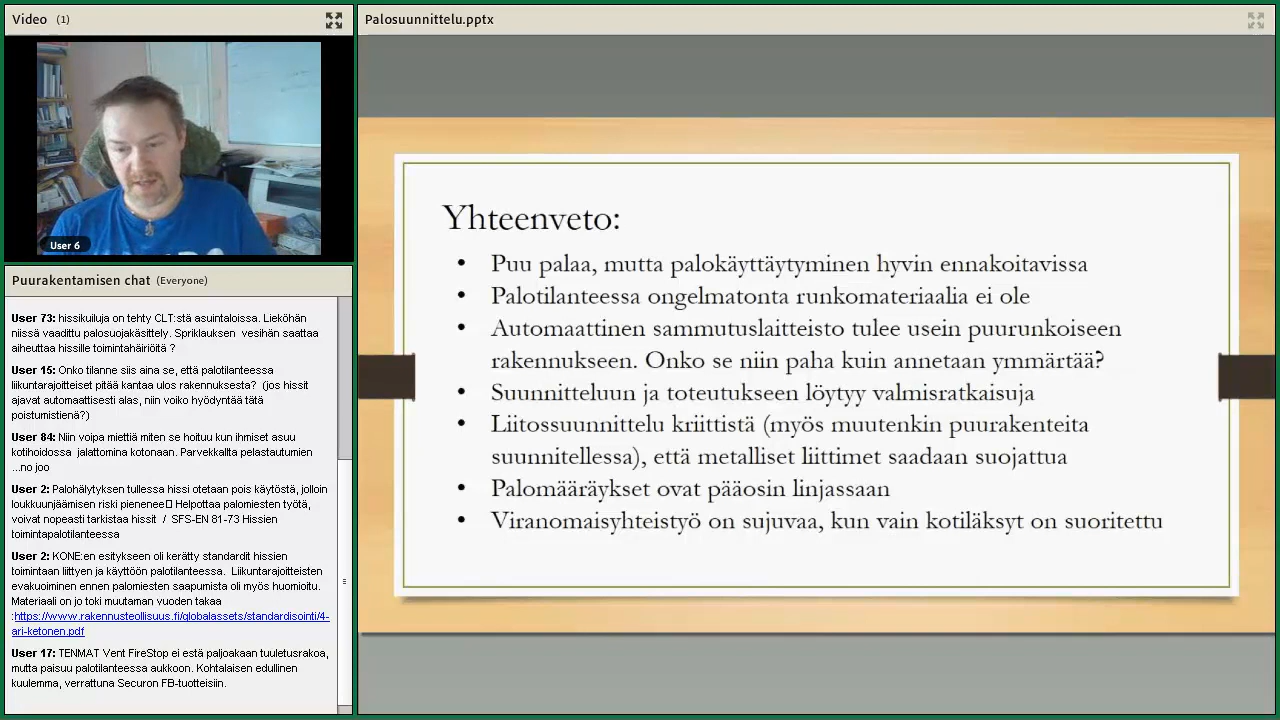 Video (1)
User 6
Puurakentamisen chat (Everyone)
User 73: hissikuiluja on tehty CLT:stä asuintaloissa. Lieköhän
niissä vaadittu palosuojakäsittely. Spriklauksen vesihän saattaa
aiheuttaa hissille toimintahäiriöitä ?
User 15: Onko tilanne siis aina se, että palotilanteessa
liikuntarajoitteiset pitää kantaa ulos rakennuksesta? (jos hissit
ajavat automaattisesti alas, niin voiko hyödyntää tätä
poistumistienä?)
User 84: Niin voipa miettiä miten se hoituu kun ihmiset asuu
kotihoidossa jalattomina kotonaan. Parvekkalta pelastautumien
...no joo
User 2: Palohälytyksen tullessa hissi otetaan pois käytöstä, jolloin
loukkuunjäämisen riski pienenee Helpottaa palomiesten työtä,
voivat nopeasti tarkistaa hissit / SFS-EN 81-73 Hissien
toimintapalotilanteessa
User 2: KONE:en esitykseen oli kerätty standardit hissien
toimintaan liittyen ja käyttöön palotilanteessa. Liikuntarajoitteisten
evakuoiminen ennen palomiesten saapumista oli myös huomioitu.
Materiaali on jo toki muutaman vuoden takaa
:https://www.rakennusteollisuus.fi/globalassets/standardisointi/4-
ari-ketonen.pdf
User 17: TENMAT Vent FireStop ei estä paljoakaan tuuletusrakoa,
mutta paisuu palotilanteessa aukkoon. Kohtalaisen edullinen
kuulemma, verrattuna Securon FB-tuotteisiin.
Palosuunnittelu.pptx
Yhteenveto:
• Puu palaa, mutta palokäyttäytyminen hyvin ennakoitavissa
• Palotilanteessa ongelmatonta runkomateriaalia ei ole
• Automaattinen sammutuslaitteisto tulee usein puurunkoiseen
rakennukseen. Onko se niin paha kuin annetaan ymmärtää?
• Suunnitteluun ja toteutukseen löytyy valmisratkaisuja
• Liitossuunnittelu kriittistä (myös muutenkin puurakenteita
suunnitellessa), että metalliset liittimet saadaan suojattua
• Palomääräykset ovat pääosin linjassaan
• Viranomaisyhteistyö on sujuvaa, kun vain kotiläksyt on suoritettu